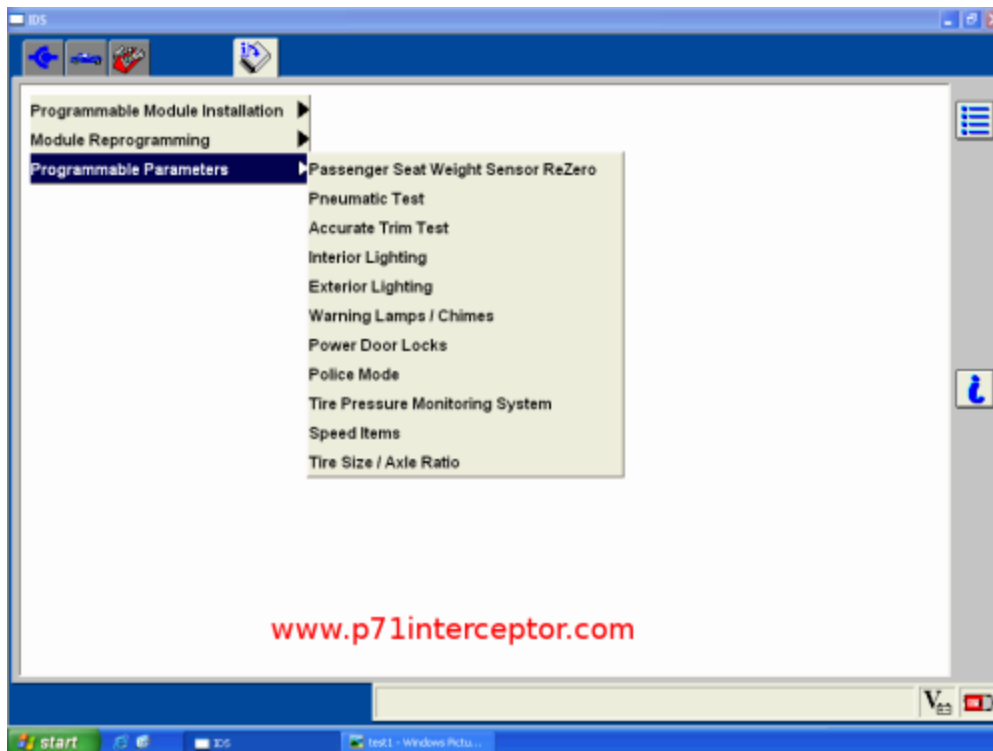 IDS
Programmable Module Installation
Module Reprogramming
Programmable Parameters
Passenger Seat Weight Sensor ReZero
Pneumatic Test
Accurate Trim Test
Interior Lighting
Exterior Lighting
Warning Lamps / Chimes
Power Door Locks
Police Mode
Tire Pressure Monitoring System
Speed Items
Tire Size / Axle Ratio
www.p71interceptor.com
V
start
IDS
test1 - Windows Pictu...